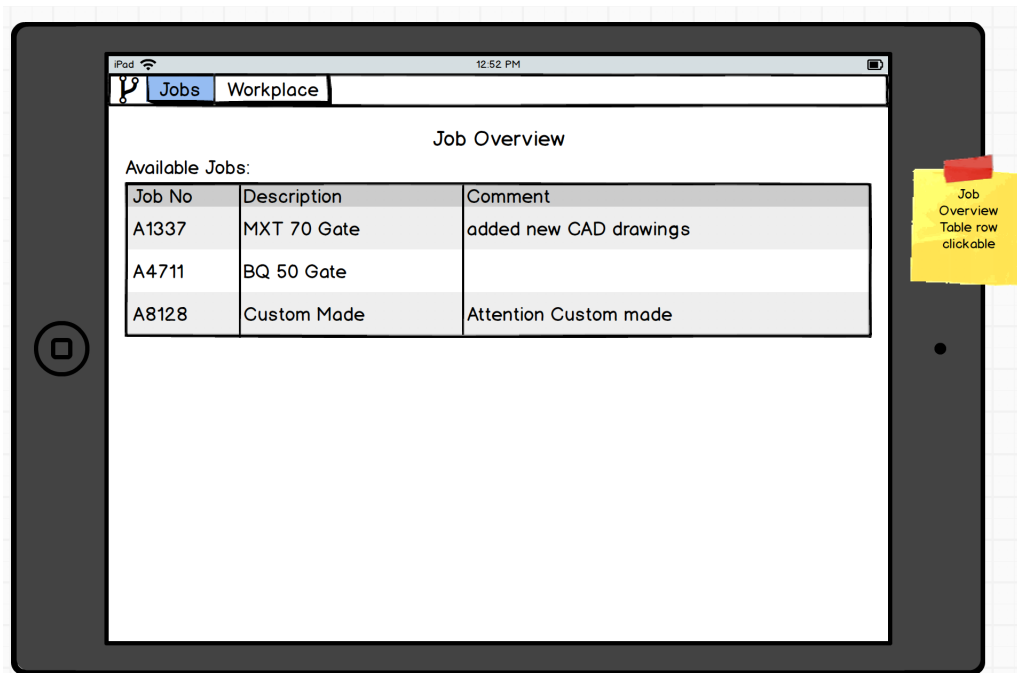 iPad 12:52 PM
Jobs Workplace
Job Overview
Available Jobs:
Job No Description Comment
A1337 MXT 70 Gate added new CAD drawings
A4711 BQ 50 Gate
A8128 Custom Made Attention Custom made
Job
Overview
Table row
clickable